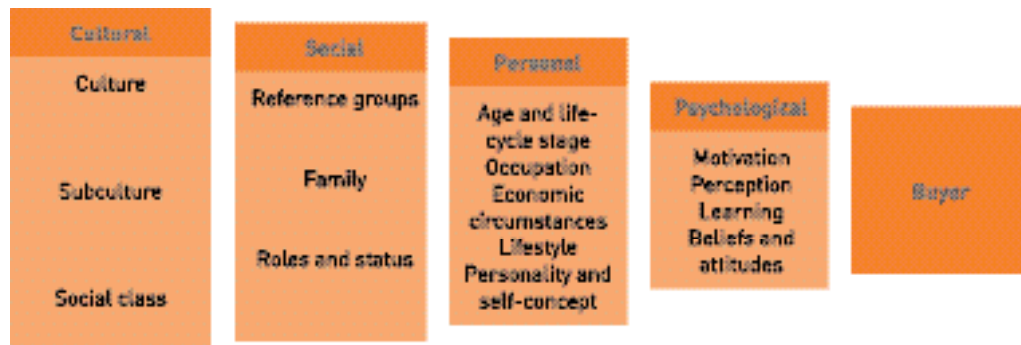 Cultural
Culture
Subculture
Social class
Social
Reference groups
Family
Roles and status
Personal
Age and life-
cycle stage
Occupation
Economic
circumstances
Lifestyle
Personality and
self-concept
Psychological
Motivation
Perception
Learning
Beliefs and
attitudes
Buyer